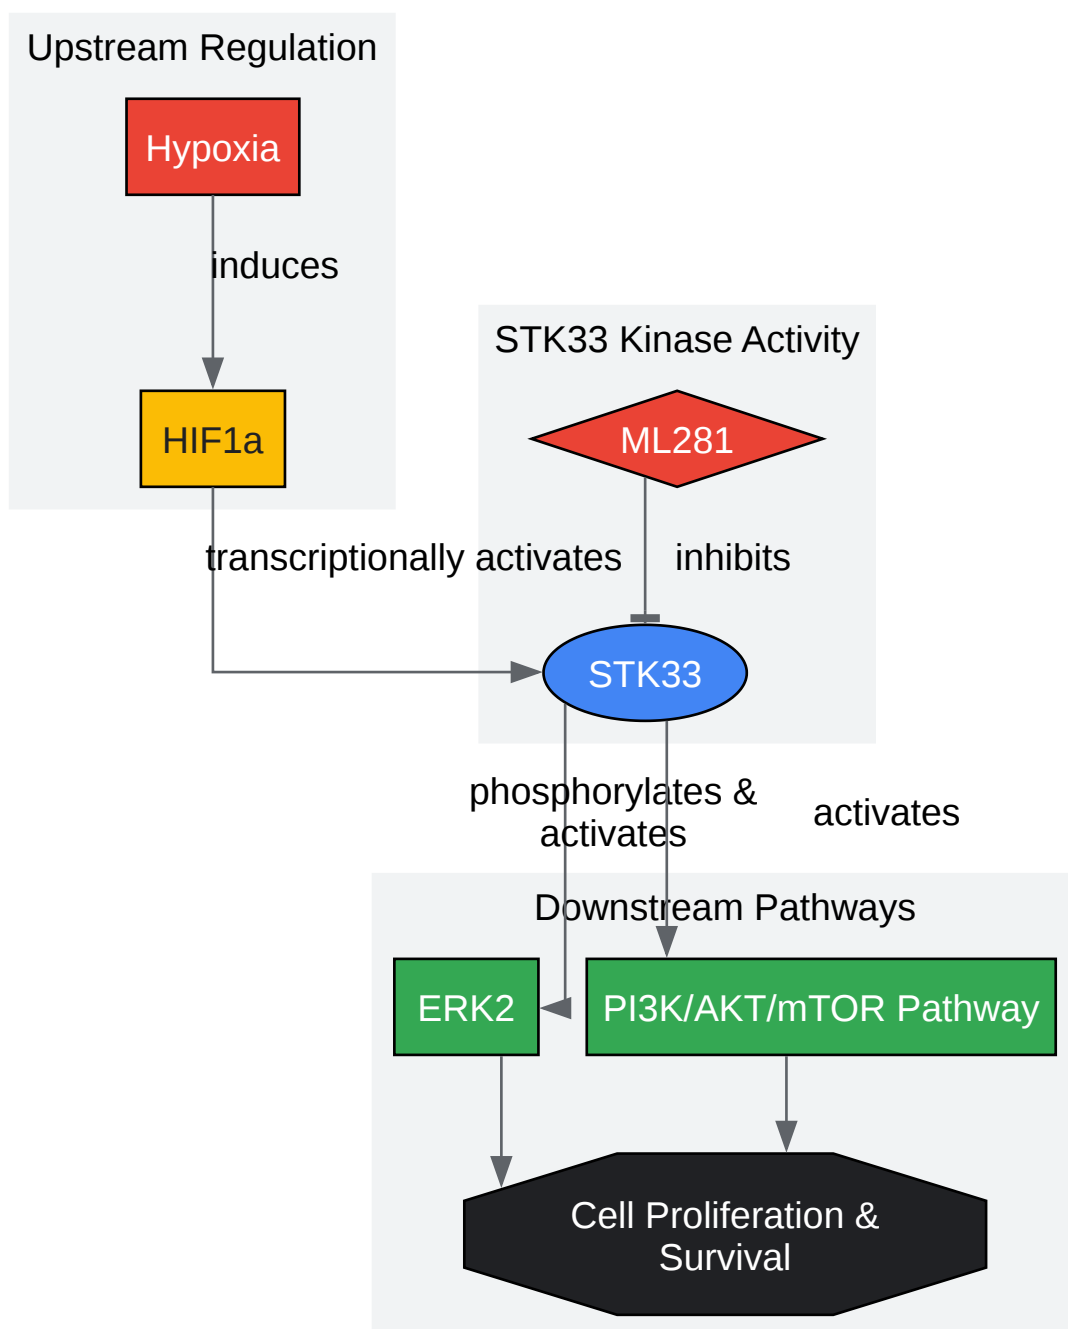 Upstream Regulation
Hypoxia
induces
HIF1a
STK33 Kinase Activity
ML281
transcriptionally activates
inhibits
STK33
phosphorylates &
activates
activates
Downstream Pathways
ERK2
PI3K/AKT/mTOR Pathway
Cell Proliferation &
Survival